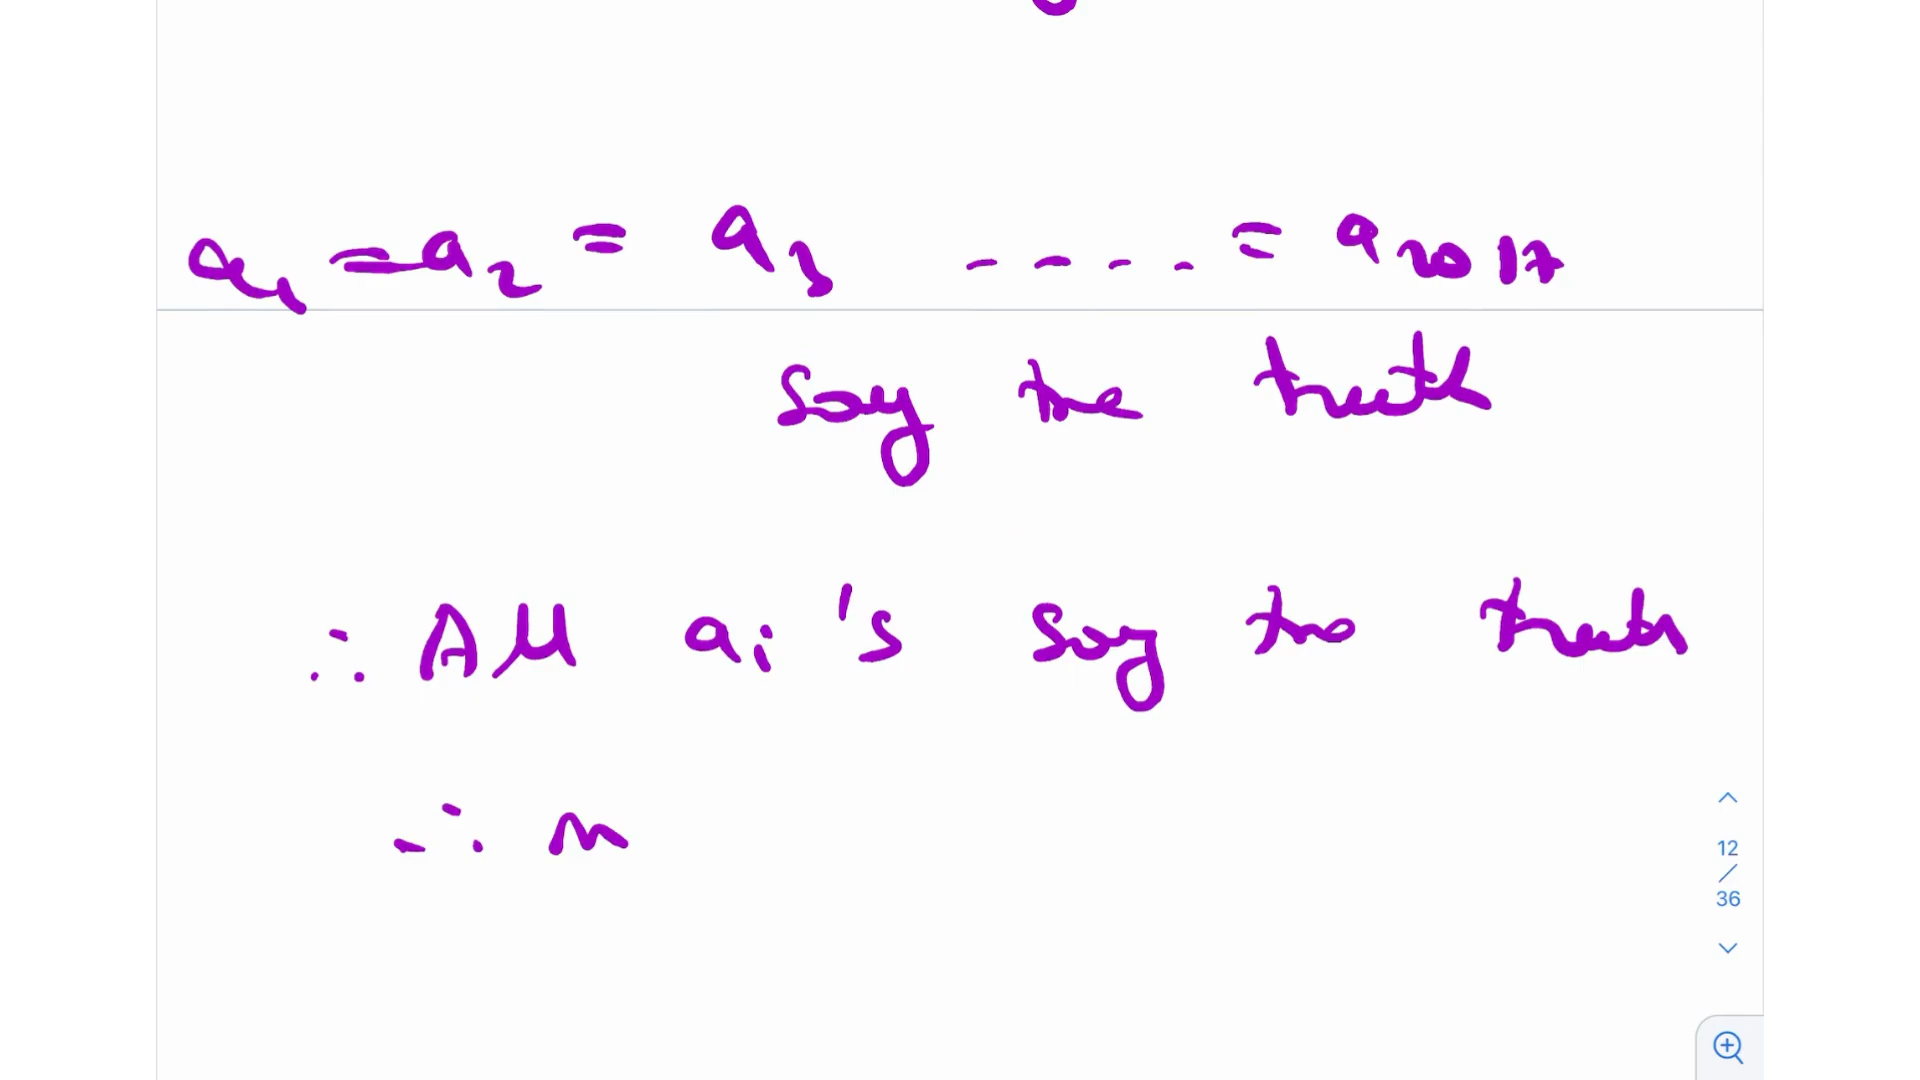 a₁ = a₂ = a₃ ---- = a₂₀₁₇
say the truth
∴ All aᵢ's say the truth
∴ n
12
/
36